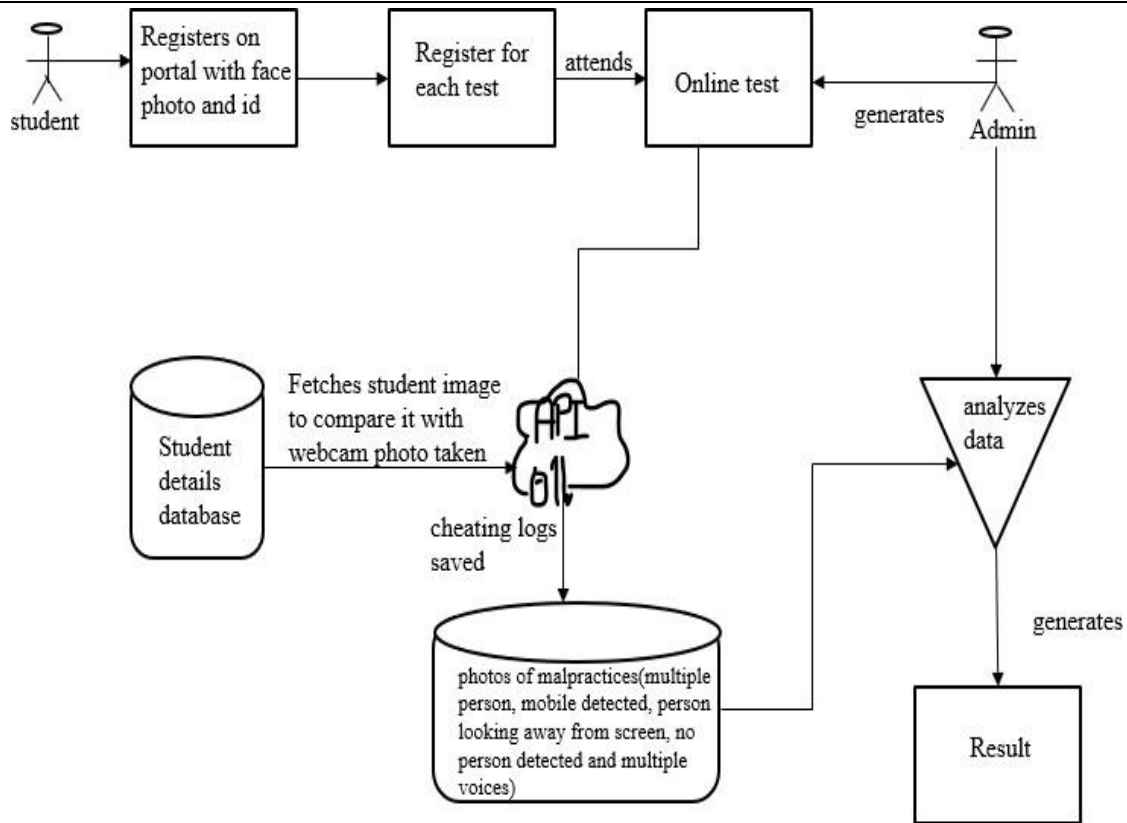 student
Registers on
portal with face
photo and id
Register for
each test
attends
Online test
generates
Admin
Student
details
database
Fetches student image
to compare it with
webcam photo taken
cheating logs
saved
photos of malpractices(multiple
person, mobile detected, person
looking away from screen, no
person detected and multiple
voices)
analyzes
data
generates
Result